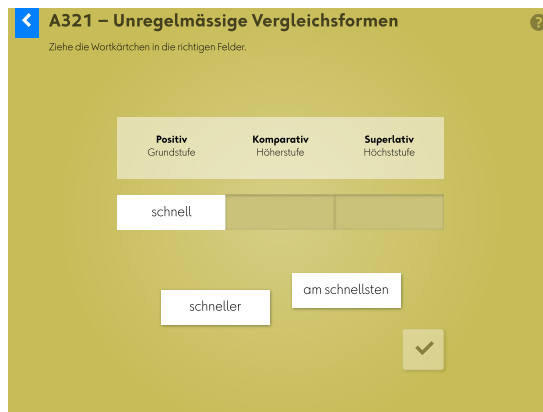 A321 – Unregelmässige Vergleichsformen
?
Ziehe die Wortkärtchen in die richtigen Felder.
Positiv Komparativ Superlativ
Grundstufe Höherstufe Höchststufe
schnell
am schnellsten
schneller